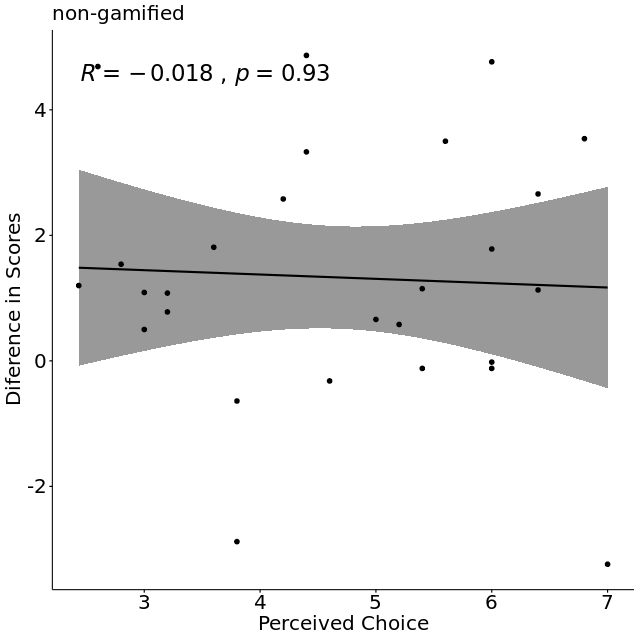 non-gamified
R = −0.018 , p = 0.93
4
2
0
-2
Diference in Scores
3 4 5 6 7
Perceived Choice